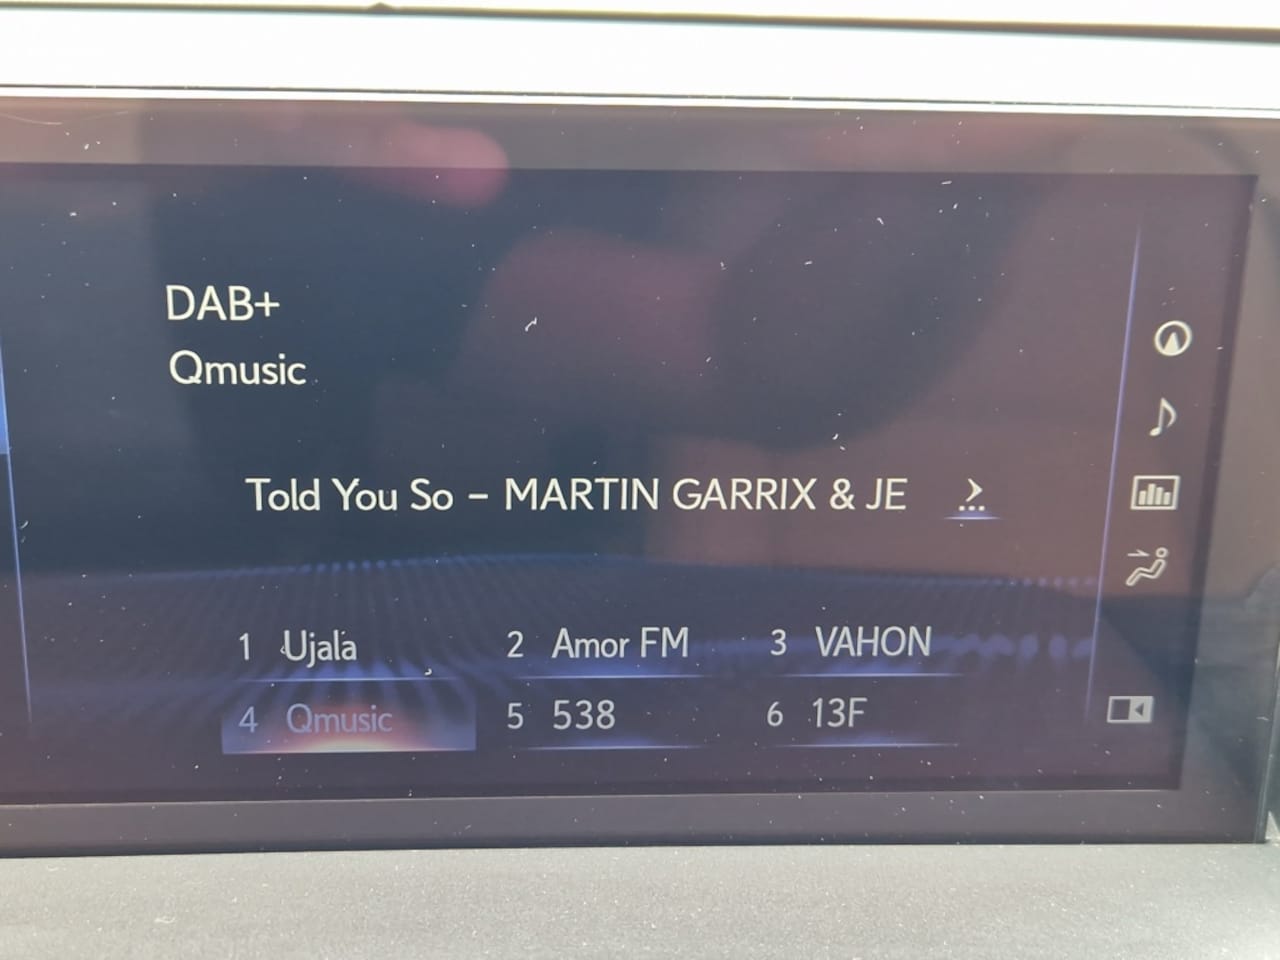 DAB+
Qmusic
Told You So – MARTIN GARRIX & JE
1 Ujala 2 Amor FM 3 VAHON
4 Qmusic 5 538 6 13F